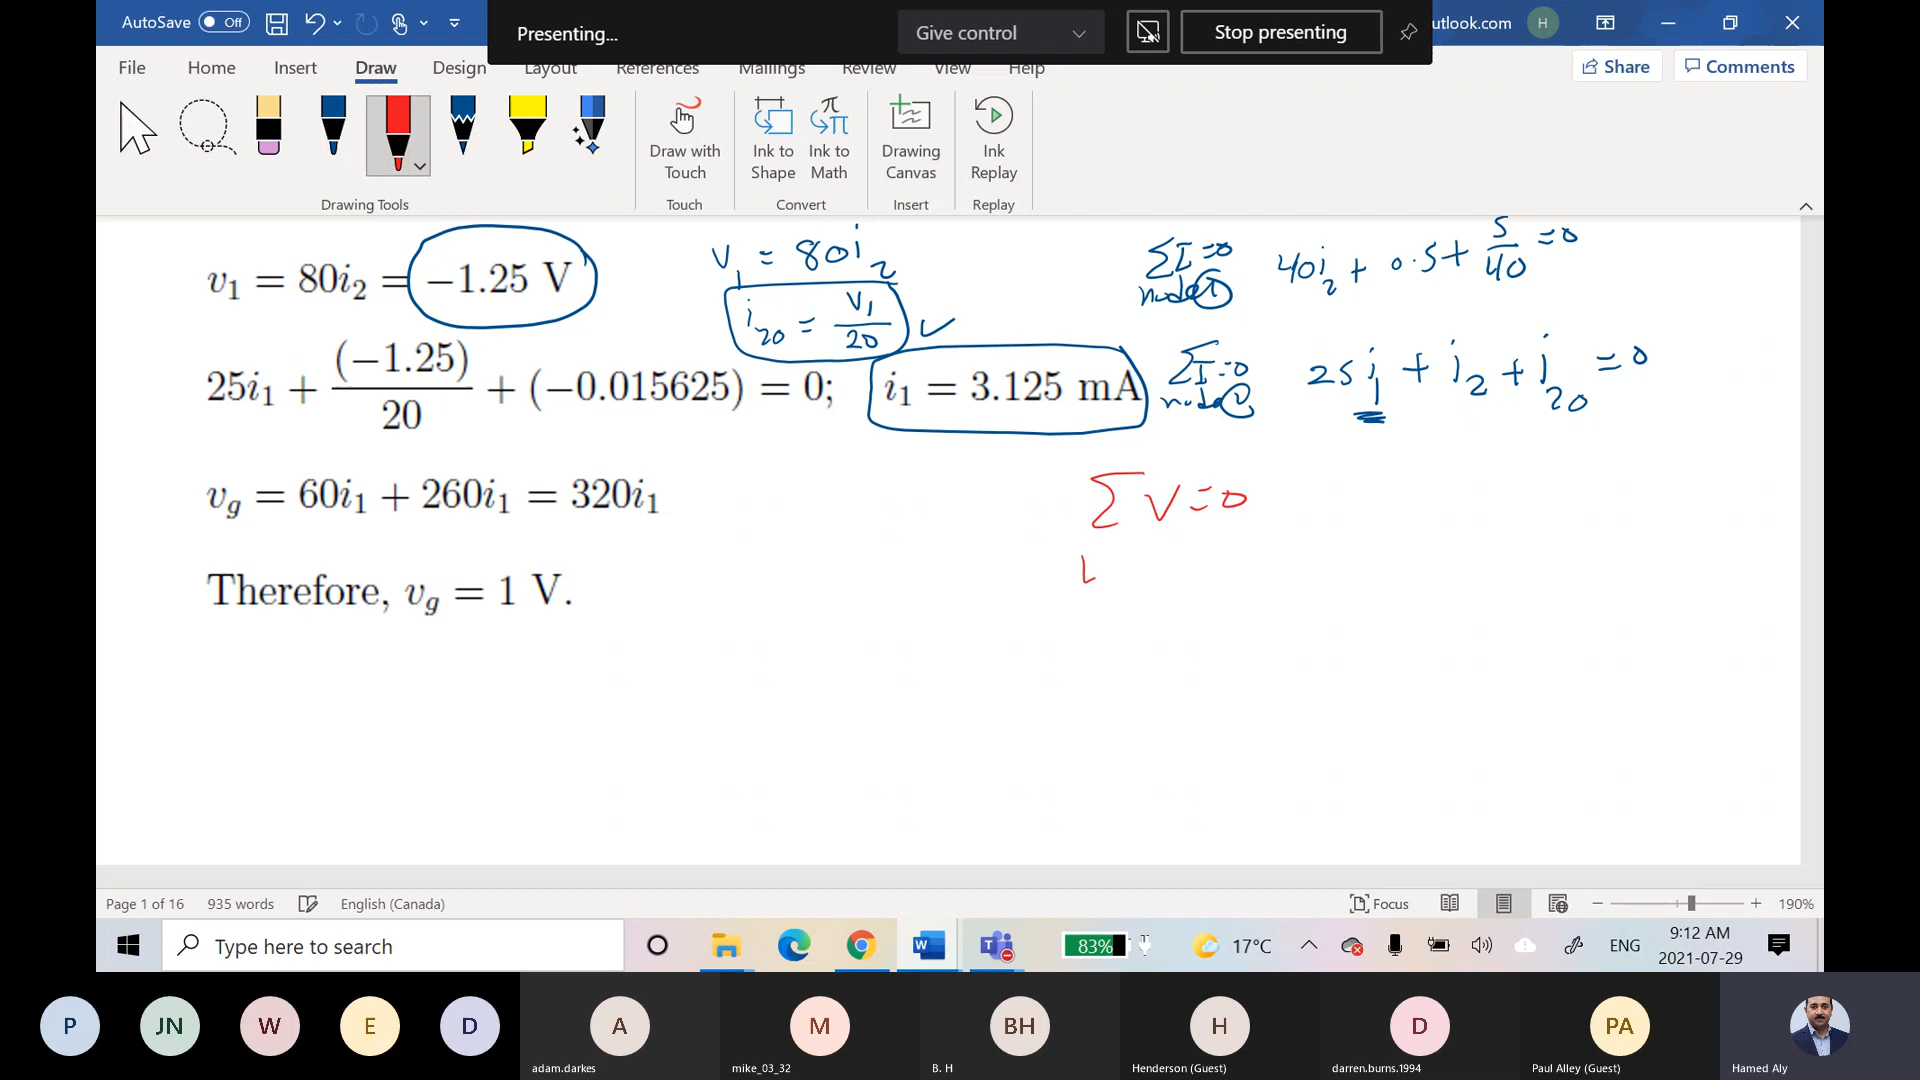 AutoSave Off
Presenting...
Give control
Stop presenting
utlook.com
H
File Home Insert Draw Design Layout References Mailings Review View Help
Share Comments
Draw with Touch
Ink to Shape
Ink to Math
Drawing Canvas
Ink Replay
Drawing Tools Touch Convert Insert Replay
v₁ = 80i₂ = −1.25 V
v₁ = 80i₂
i₂₀ = v₁/20 ✓
ΣI=0 node ① 40i₂ + 0.5 + 5/40 = 0
25i₁ + (−1.25)/20 + (−0.015625) = 0; i₁ = 3.125 mA
ΣI=0 25i₁ + i₂ + i₂₀ = 0
v_g = 60i₁ + 260i₁ = 320i₁
ΣV=0
Therefore, v_g = 1 V.
Page 1 of 16 935 words English (Canada) Focus 190%
Type here to search
83% 17°C ENG 9:12 AM
2021-07-29
P JN W E D A M BH H D PA
adam.darkes mike_03_32 B. H Henderson (Guest) darren.burns.1994 Paul Alley (Guest) Hamed Aly